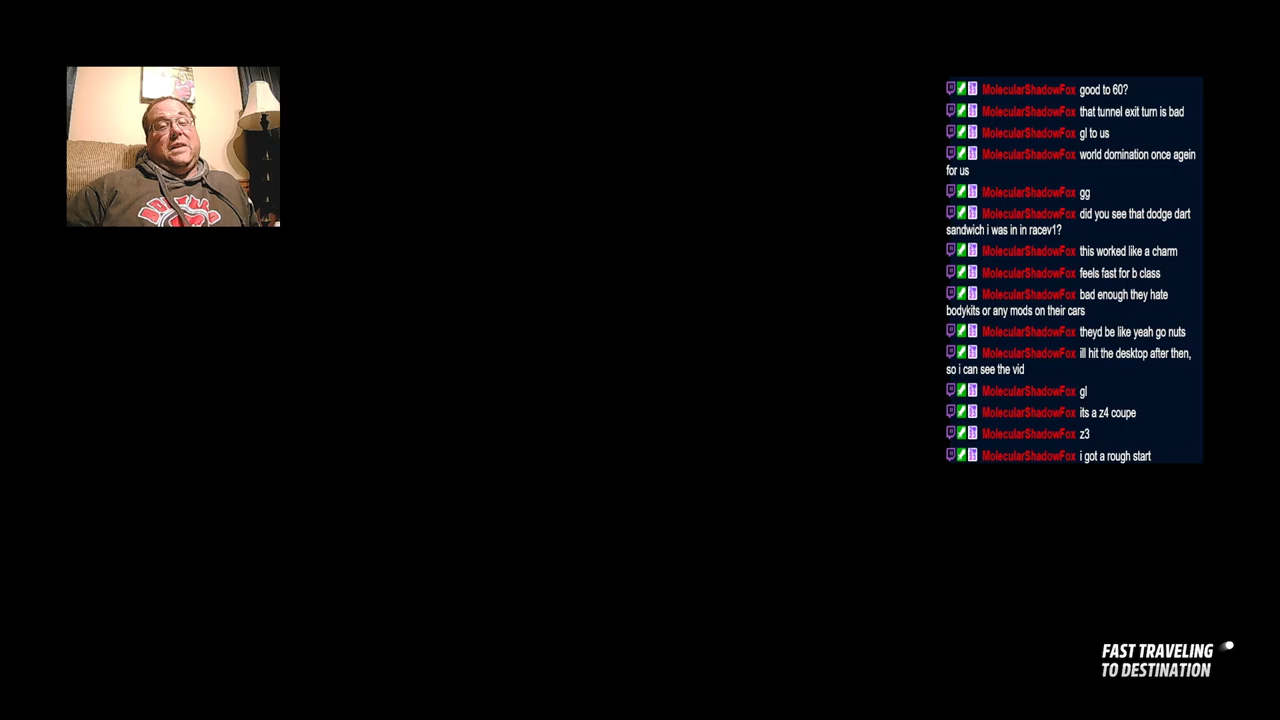 MolecularShadowFox good to 60?
MolecularShadowFox that tunnel exit turn is bad
MolecularShadowFox gl to us
MolecularShadowFox world domination once agein
for us
MolecularShadowFox gg
MolecularShadowFox did you see that dodge dart
sandwich i was in in racev1?
MolecularShadowFox this worked like a charm
MolecularShadowFox feels fast for b class
MolecularShadowFox bad enough they hate
bodykits or any mods on their cars
MolecularShadowFox theyd be like yeah go nuts
MolecularShadowFox ill hit the desktop after then,
so i can see the vid
MolecularShadowFox gl
MolecularShadowFox its a z4 coupe
MolecularShadowFox z3
MolecularShadowFox i got a rough start
FAST TRAVELING
TO DESTINATION